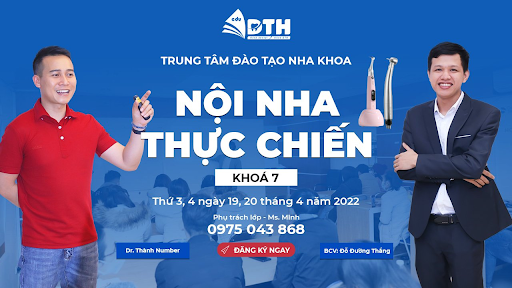 edu DTH
TRUNG TÂM ĐÀO TẠO NHA KHOA
NỘI NHA
THỰC CHIẾN
KHOÁ 7
Thứ 3, 4 ngày 19, 20 tháng 4 năm 2022
Phụ trách lớp - Ms. Minh
0975 043 868
Dr. Thành Number
ĐĂNG KÝ NGAY
BCV: Đỗ Đường Thắng